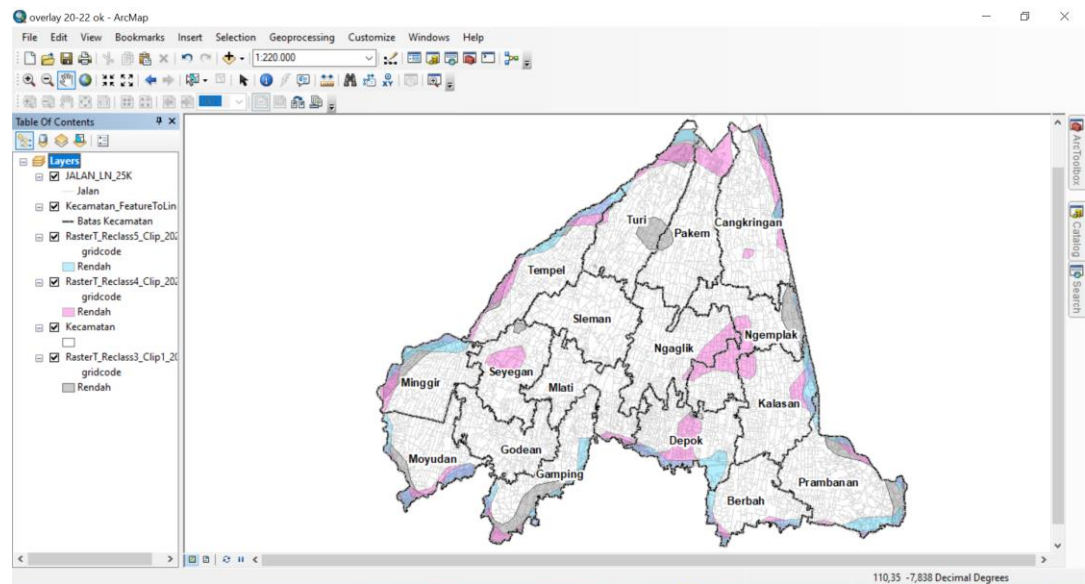 overlay 20-22 ok - ArcMap
File Edit View Bookmarks Insert Selection Geoprocessing Customize Windows Help
1:220.000
Table Of Contents
Layers
JALAN_LN_25K
Jalan
Kecamatan_FeatureToLin
Batas Kecamatan
RasterT_Reclass5_Clip_202
gridcode
Rendah
RasterT_Reclass4_Clip_202
gridcode
Rendah
Kecamatan
RasterT_Reclass3_Clip1_20
gridcode
Rendah
Turi
Pakem
Cangkringan
Tempel
Sleman
Ngaglik
Ngemplak
Minggir
Seyegan
Mlati
Kalasan
Moyudan
Godean
Gamping
Depok
Prambanan
Berbah
ArcToolbox
Catalog
Search
110,35 -7,838 Decimal Degrees